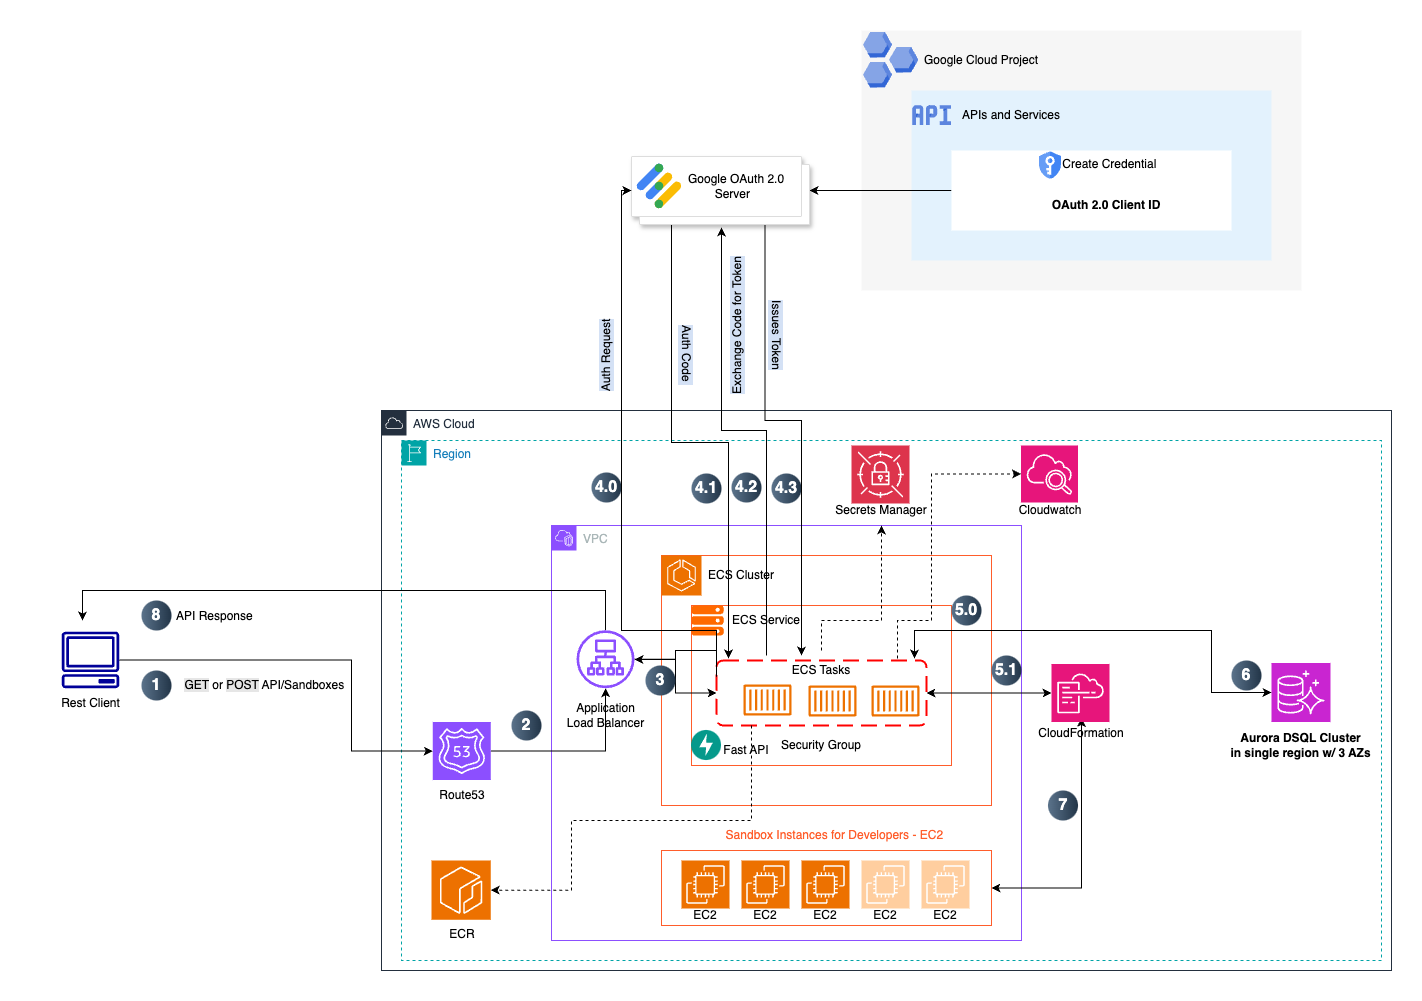 Google Cloud Project
API
APIs and Services
Create Credential
OAuth 2.0 Client ID
Google OAuth 2.0
Server
Auth Request
Auth Code
Exchange Code for Token
Issues Token
AWS Cloud
Region
4.0
4.1
4.2
4.3
Secrets Manager
Cloudwatch
VPC
ECS Cluster
ECS Service
5.0
8
API Response
1
GET or POST API/Sandboxes
Rest Client
2
53
Route53
Application
Load Balancer
3
ECS Tasks
Fast API
Security Group
5.1
CloudFormation
6
Aurora DSQL Cluster
in single region w/ 3 AZs
7
Sandbox Instances for Developers - EC2
EC2
EC2
EC2
EC2
EC2
ECR